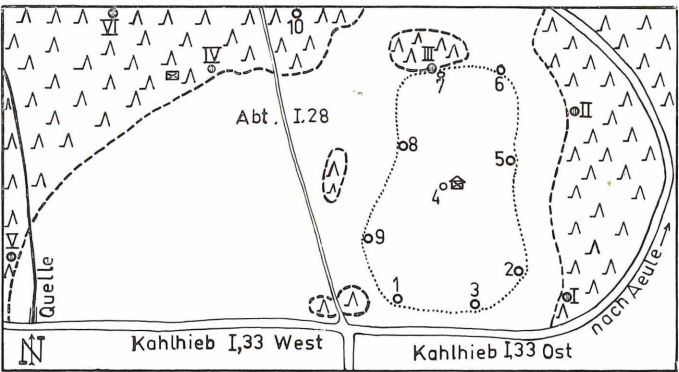 VI
10
IV
III
7
6
II
Abt. I.28
8
5
4
9
V
Quelle
2
1
3
I
nach Aeule
N
Kahlhieb I,33 West
Kahlhieb I,33 Ost